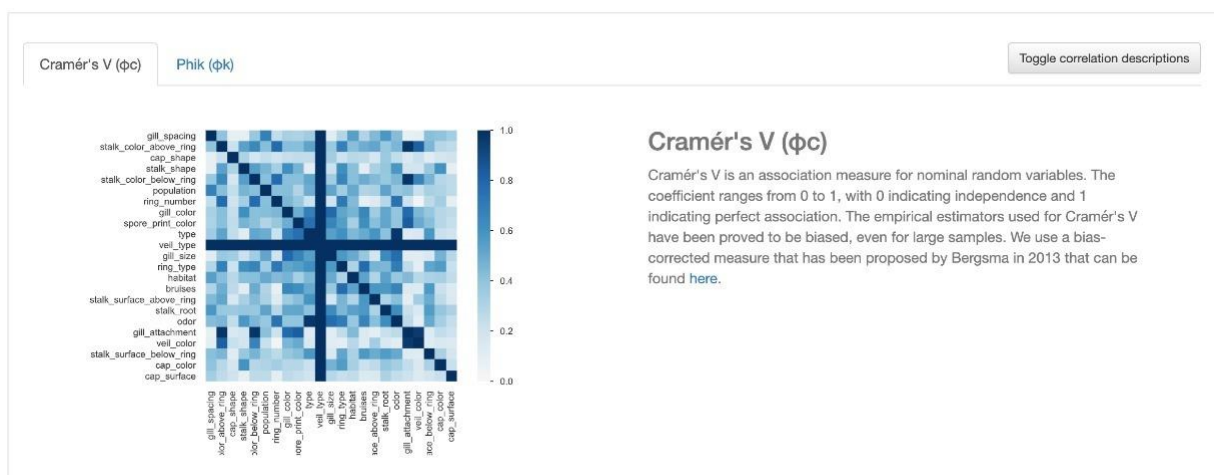 Cramér's V (φc)
Phik (φk)
Toggle correlation descriptions
gill_spacing
stalk_color_above_ring
cap_shape
stalk_shape
stalk_color_below_ring
population
ring_number
gill_color
spore_print_color
type
veil_type
gill_size
ring_type
habitat
bruises
stalk_surface_above_ring
stalk_root
odor
gill_attachment
veil_color
stalk_surface_below_ring
cap_color
cap_surface
1.0
0.8
0.6
0.4
0.2
0.0
gill_spacing
olor_above_ring
cap_shape
stalk_shape
olor_below_ring
population
ring_number
gill_color
ore_print_color
type
veil_type
gill_size
ring_type
habitat
bruises
ace_above_ring
stalk_root
odor
gill_attachment
veil_color
ace_below_ring
cap_color
cap_surface
Cramér's V (φc)
Cramér's V is an association measure for nominal random variables. The
coefficient ranges from 0 to 1, with 0 indicating independence and 1
indicating perfect association. The empirical estimators used for Cramér's V
have been proved to be biased, even for large samples. We use a bias-
corrected measure that has been proposed by Bergsma in 2013 that can be
found here.